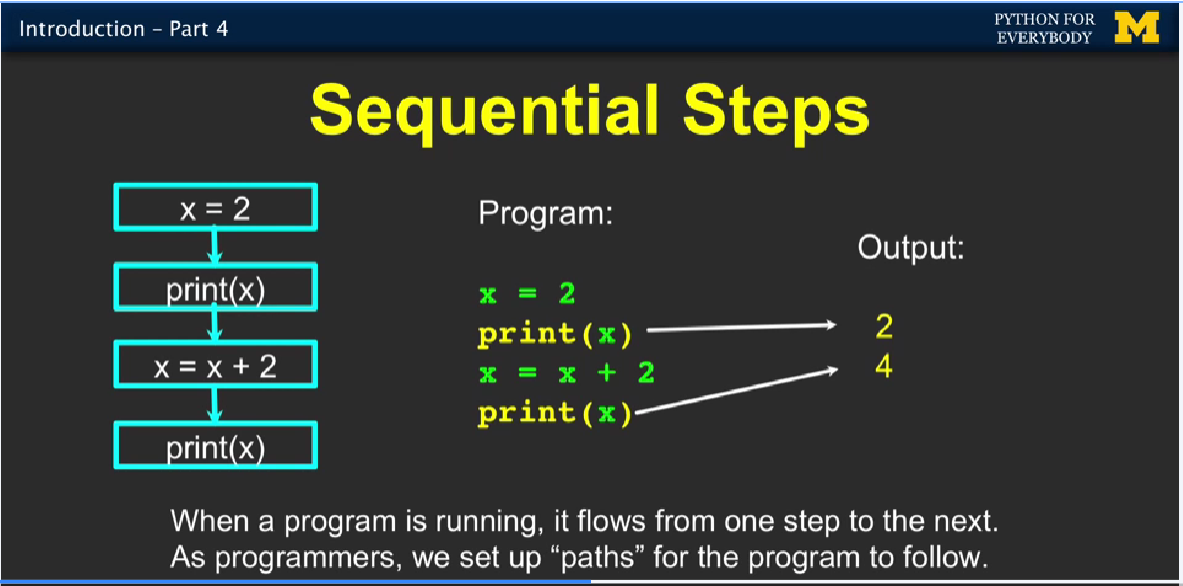 Introduction – Part 4
PYTHON FOR
EVERYBODY
M
Sequential Steps
x = 2
print(x)
x = x + 2
print(x)
Program:
x = 2
print(x)
x = x + 2
print(x)
Output:
2
4
When a program is running, it flows from one step to the next.
As programmers, we set up “paths” for the program to follow.